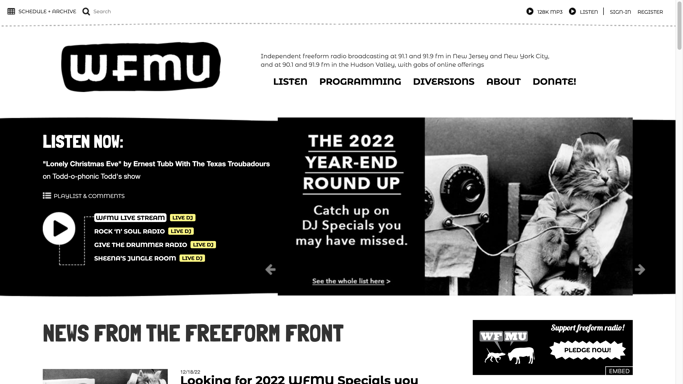 SCHEDULE + ARCHIVE
Search
128K MP3
LISTEN
SIGN-IN
REGISTER
WFMU
Independent freeform radio broadcasting at 91.1 and 91.9 fm in New Jersey and New York City,
and at 90.1 and 91.9 fm in the Hudson Valley, with gobs of online offerings
LISTEN
PROGRAMMING
DIVERSIONS
ABOUT
DONATE!
LISTEN NOW:
"Lonely Christmas Eve" by Ernest Tubb With The Texas Troubadours
on Todd-o-phonic Todd's show
PLAYLIST & COMMENTS
WFMU LIVE STREAM LIVE DJ
ROCK 'N' SOUL RADIO LIVE DJ
GIVE THE DRUMMER RADIO LIVE DJ
SHEENA'S JUNGLE ROOM LIVE DJ
THE 2022
YEAR-END
ROUND UP
Catch up on
DJ Specials you
may have missed.
See the whole list here >
NEWS FROM THE FREEFORM FRONT
WF MU
Support freeform radio!
PLEDGE NOW!
EMBED
12/18/22
Looking for 2022 WFMU Specials you